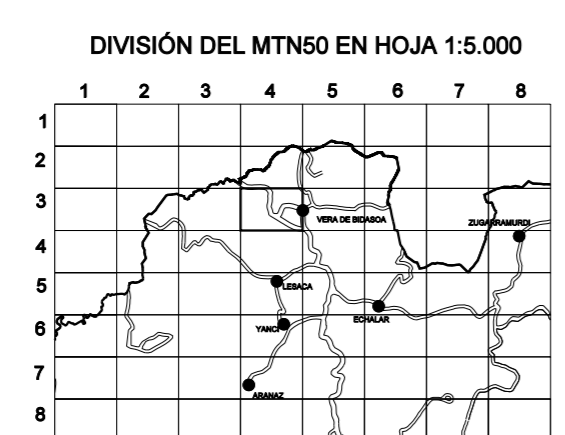 DIVISIÓN DEL MTN50 EN HOJA 1:5.000
1 2 3 4 5 6 7 8
1
2
3
VERA DE BIDASOA
ZUGARRAMURDI
4
5
LESACA
ECHALAR
6
YANCI
7
ARANAZ
8